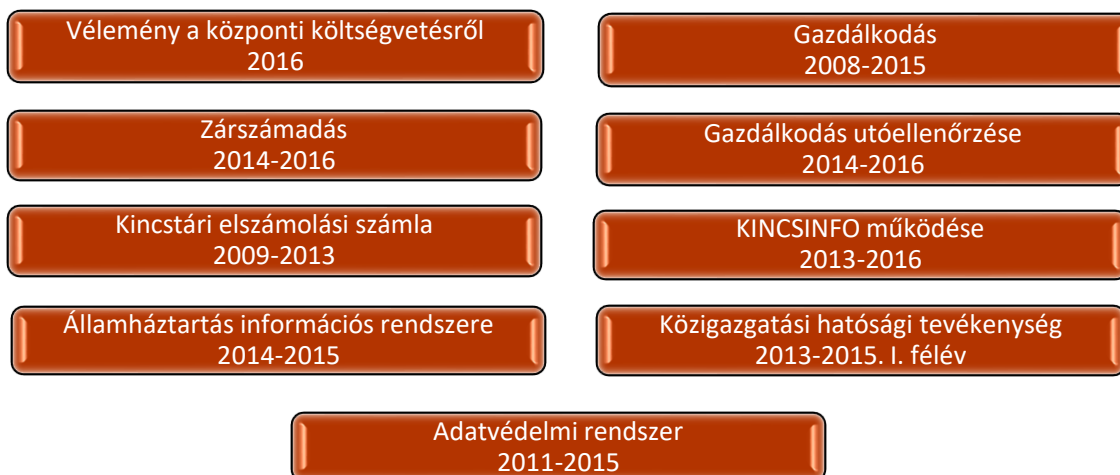 Vélemény a központi költségvetésről
2016
Gazdálkodás
2008-2015
Zárszámadás
2014-2016
Gazdálkodás utóellenőrzése
2014-2016
Kincstári elszámolási számla
2009-2013
KINCSINFO működése
2013-2016
Államháztartás információs rendszere
2014-2015
Közigazgatási hatósági tevékenység
2013-2015. I. félév
Adatvédelmi rendszer
2011-2015